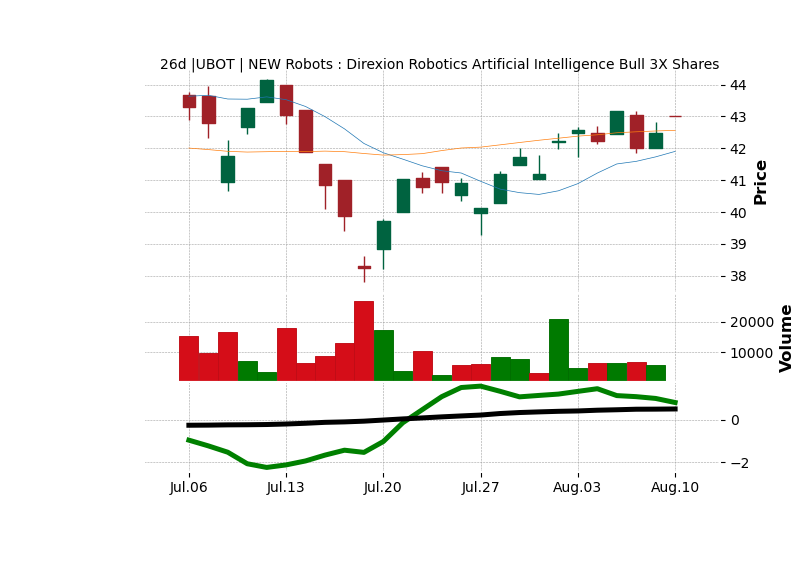 26d |UBOT | NEW Robots : Direxion Robotics Artificial Intelligence Bull 3X Shares
44
43
42
41
40
39
38
Price
20000
10000
Volume
0
−2
Jul.06 Jul.13 Jul.20 Jul.27 Aug.03 Aug.10